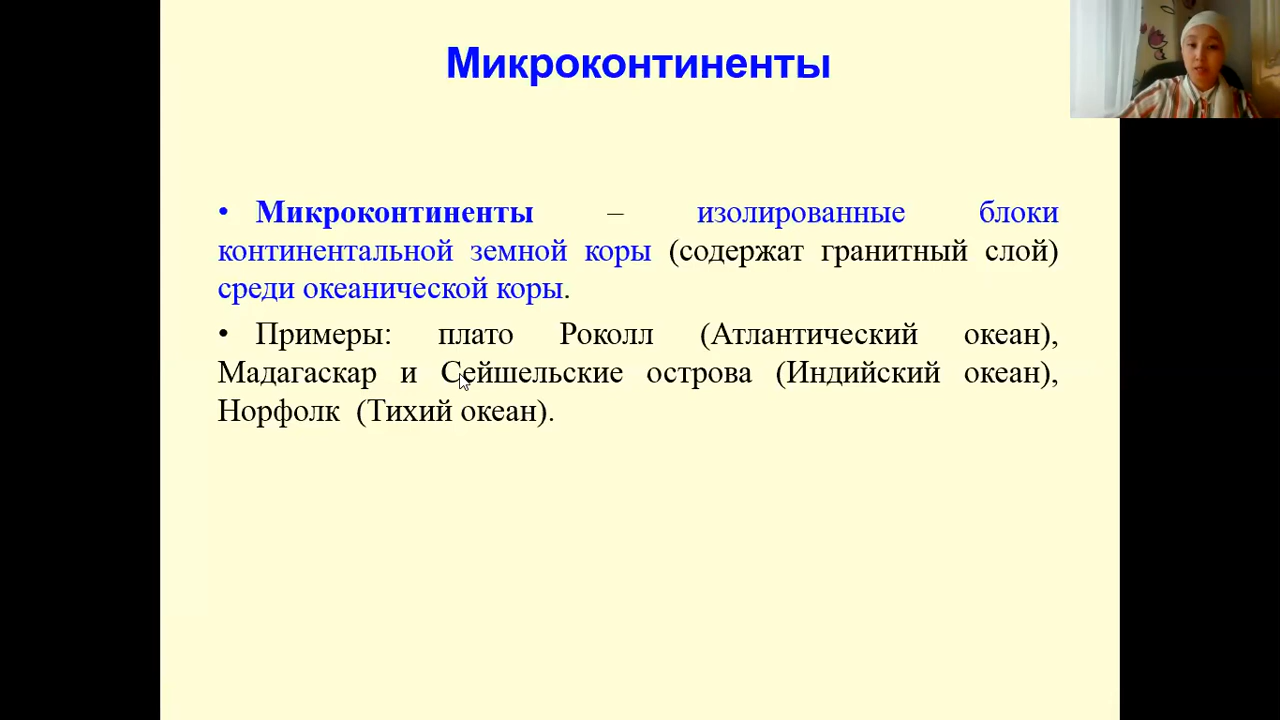 Микроконтиненты
• Микроконтиненты – изолированные блоки
континентальной земной коры (содержат гранитный слой)
среди океанической коры.
• Примеры: плато Роколл (Атлантический океан),
Мадагаскар и Сейшельские острова (Индийский океан),
Норфолк (Тихий океан).